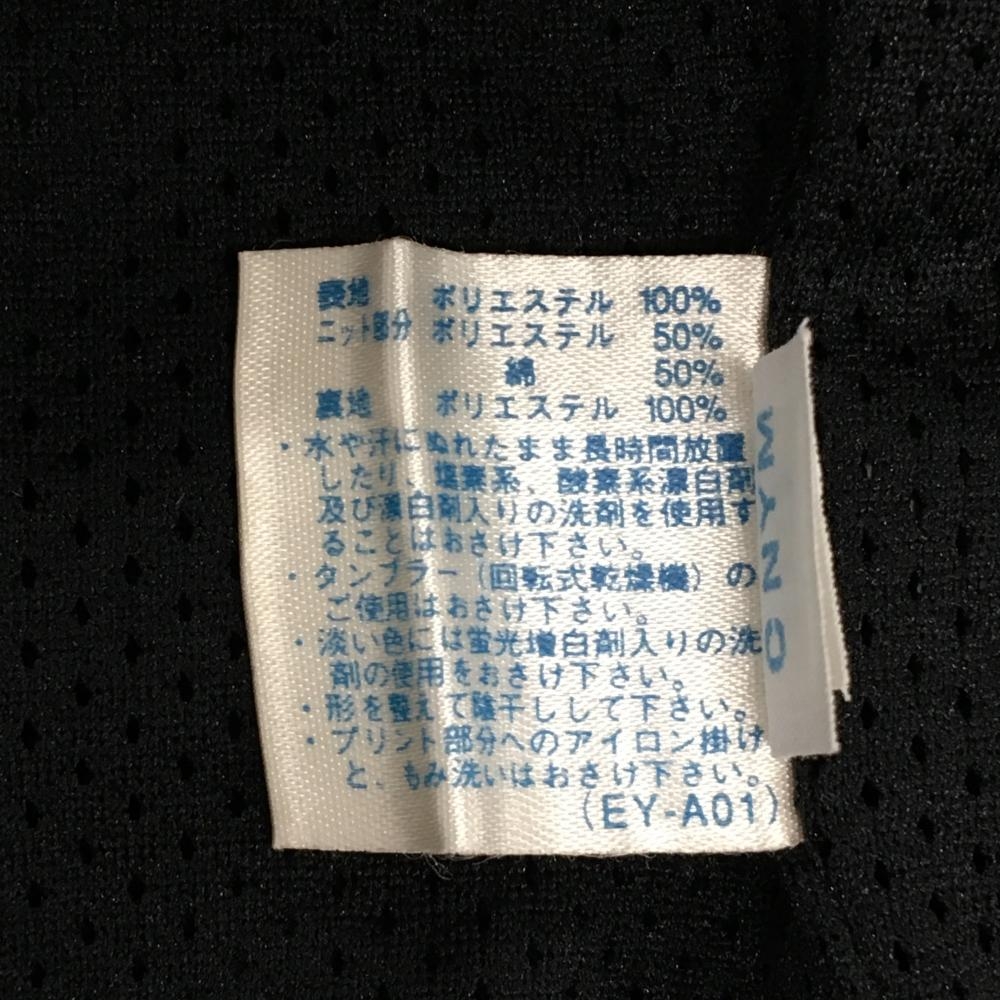 表地 ポリエステル 100%
ニット部分 ポリエステル 50%
綿 50%
裏地 ポリエステル 100%
・水や汗にぬれたまま長時間放置
したり、塩素系、酸素系漂白剤
及び漂白剤入りの洗剤を使用す
ることはおさけ下さい。
・タンブラー（回転式乾燥機）の
ご使用はおさけ下さい。
・淡い色には蛍光増白剤入りの洗
剤の使用をおさけ下さい。
・形を整えて陰干しして下さい。
・プリント部分へのアイロン掛け
と、もみ洗いはおさけ下さい。
(EY-A01)